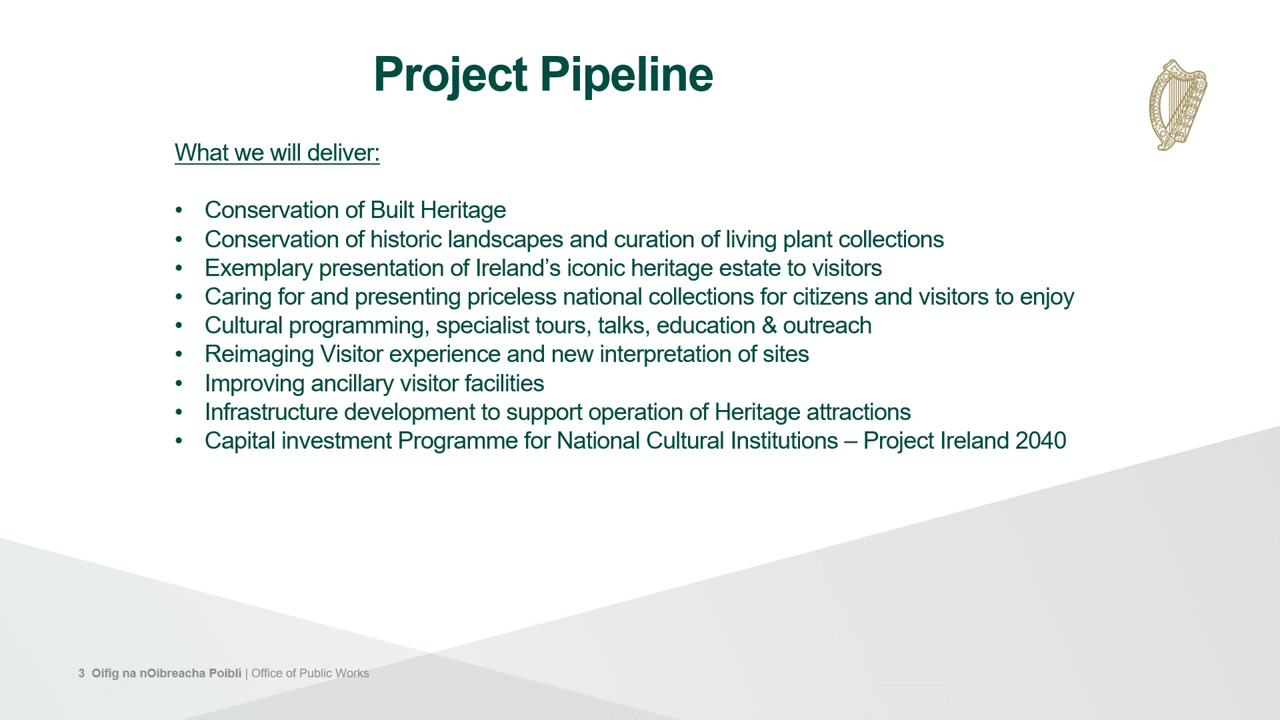 Project Pipeline
What we will deliver:
• Conservation of Built Heritage
• Conservation of historic landscapes and curation of living plant collections
• Exemplary presentation of Ireland’s iconic heritage estate to visitors
• Caring for and presenting priceless national collections for citizens and visitors to enjoy
• Cultural programming, specialist tours, talks, education & outreach
• Reimaging Visitor experience and new interpretation of sites
• Improving ancillary visitor facilities
• Infrastructure development to support operation of Heritage attractions
• Capital investment Programme for National Cultural Institutions – Project Ireland 2040
3 Oifig na nOibreacha Poiblí | Office of Public Works